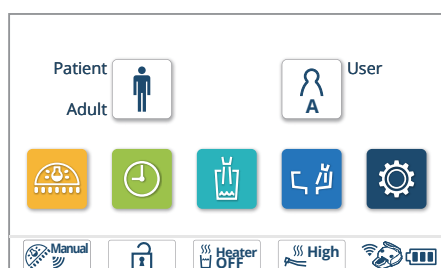 Patient
User
Adult
A
Manual
Heater
OFF
High